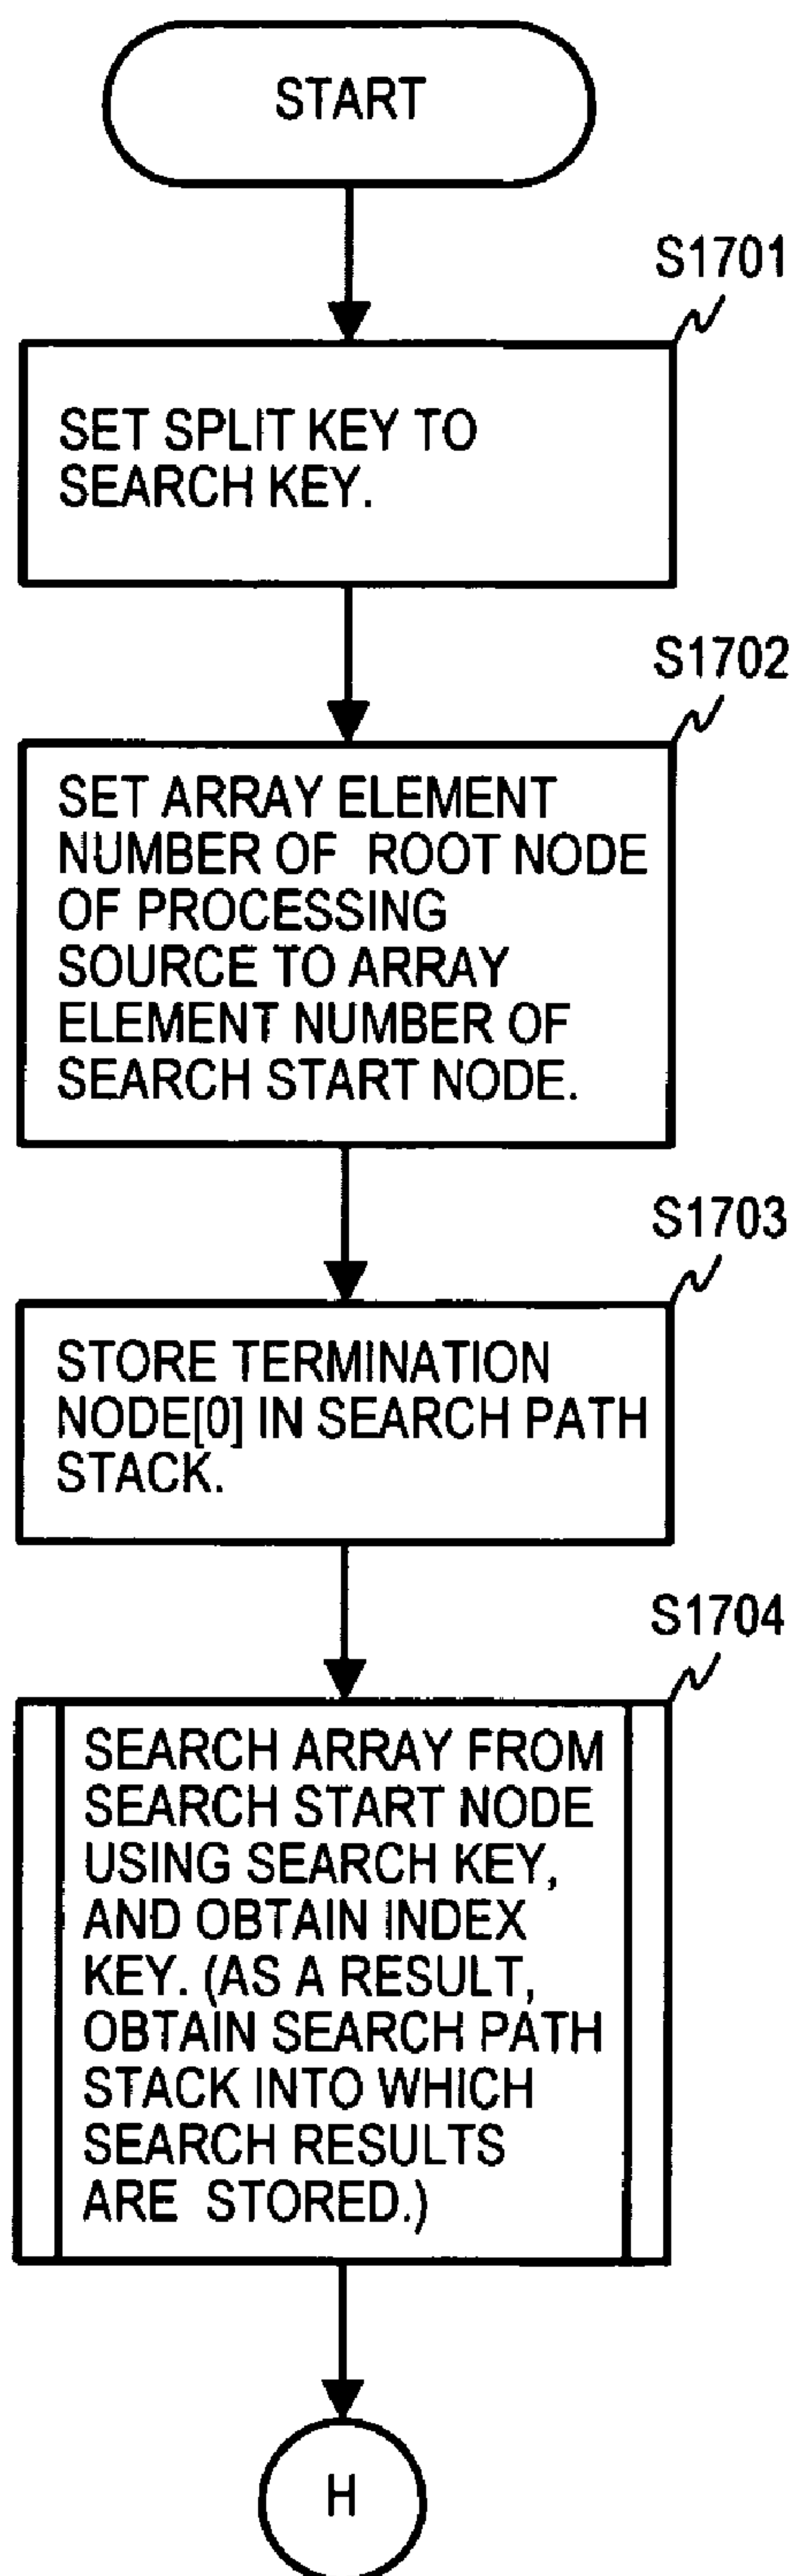 START
S1701
SET SPLIT KEY TO
SEARCH KEY.
S1702
SET ARRAY ELEMENT
NUMBER OF ROOT NODE
OF PROCESSING
SOURCE TO ARRAY
ELEMENT NUMBER OF
SEARCH START NODE.
S1703
STORE TERMINATION
NODE[0] IN SEARCH PATH
STACK.
S1704
SEARCH ARRAY FROM
SEARCH START NODE
USING SEARCH KEY,
AND OBTAIN INDEX
KEY. (AS A RESULT,
OBTAIN SEARCH PATH
STACK INTO WHICH
SEARCH RESULTS
ARE STORED.)
H